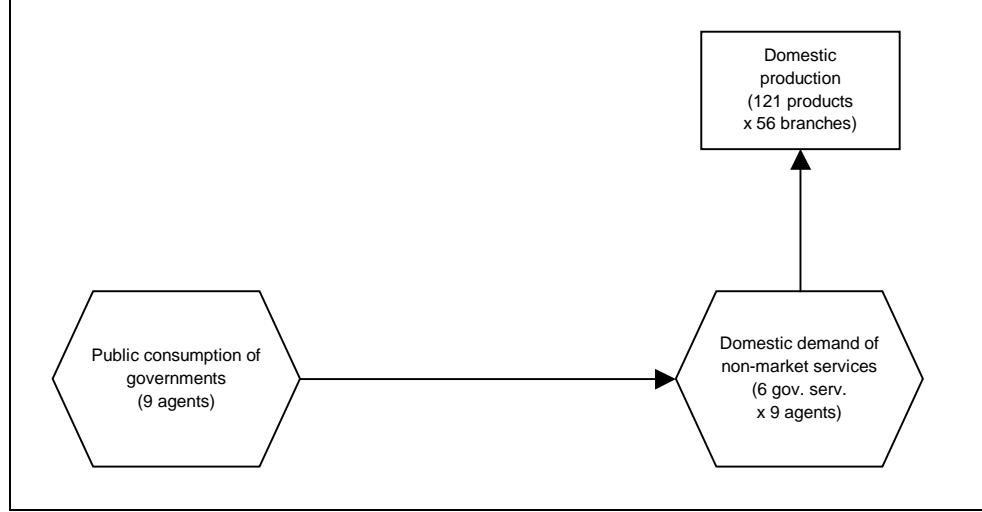 Domestic
production
(121 products
x 56 branches)
Public consumption of
governments
(9 agents)
Domestic demand of
non-market services
(6 gov. serv.
x 9 agents)